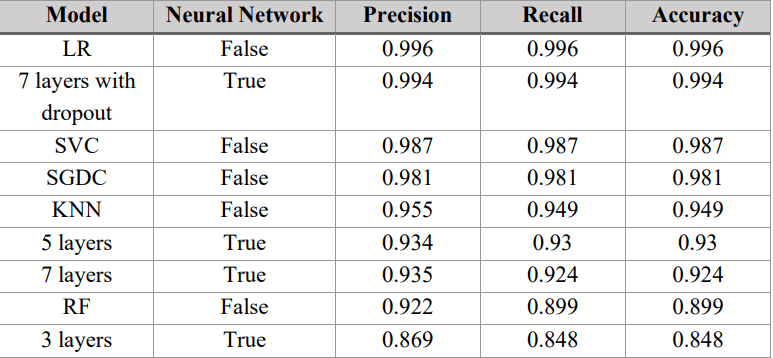 Model Neural Network Precision Recall Accuracy
LR False 0.996 0.996 0.996
7 layers with True 0.994 0.994 0.994
dropout
SVC False 0.987 0.987 0.987
SGDC False 0.981 0.981 0.981
KNN False 0.955 0.949 0.949
5 layers True 0.934 0.93 0.93
7 layers True 0.935 0.924 0.924
RF False 0.922 0.899 0.899
3 layers True 0.869 0.848 0.848